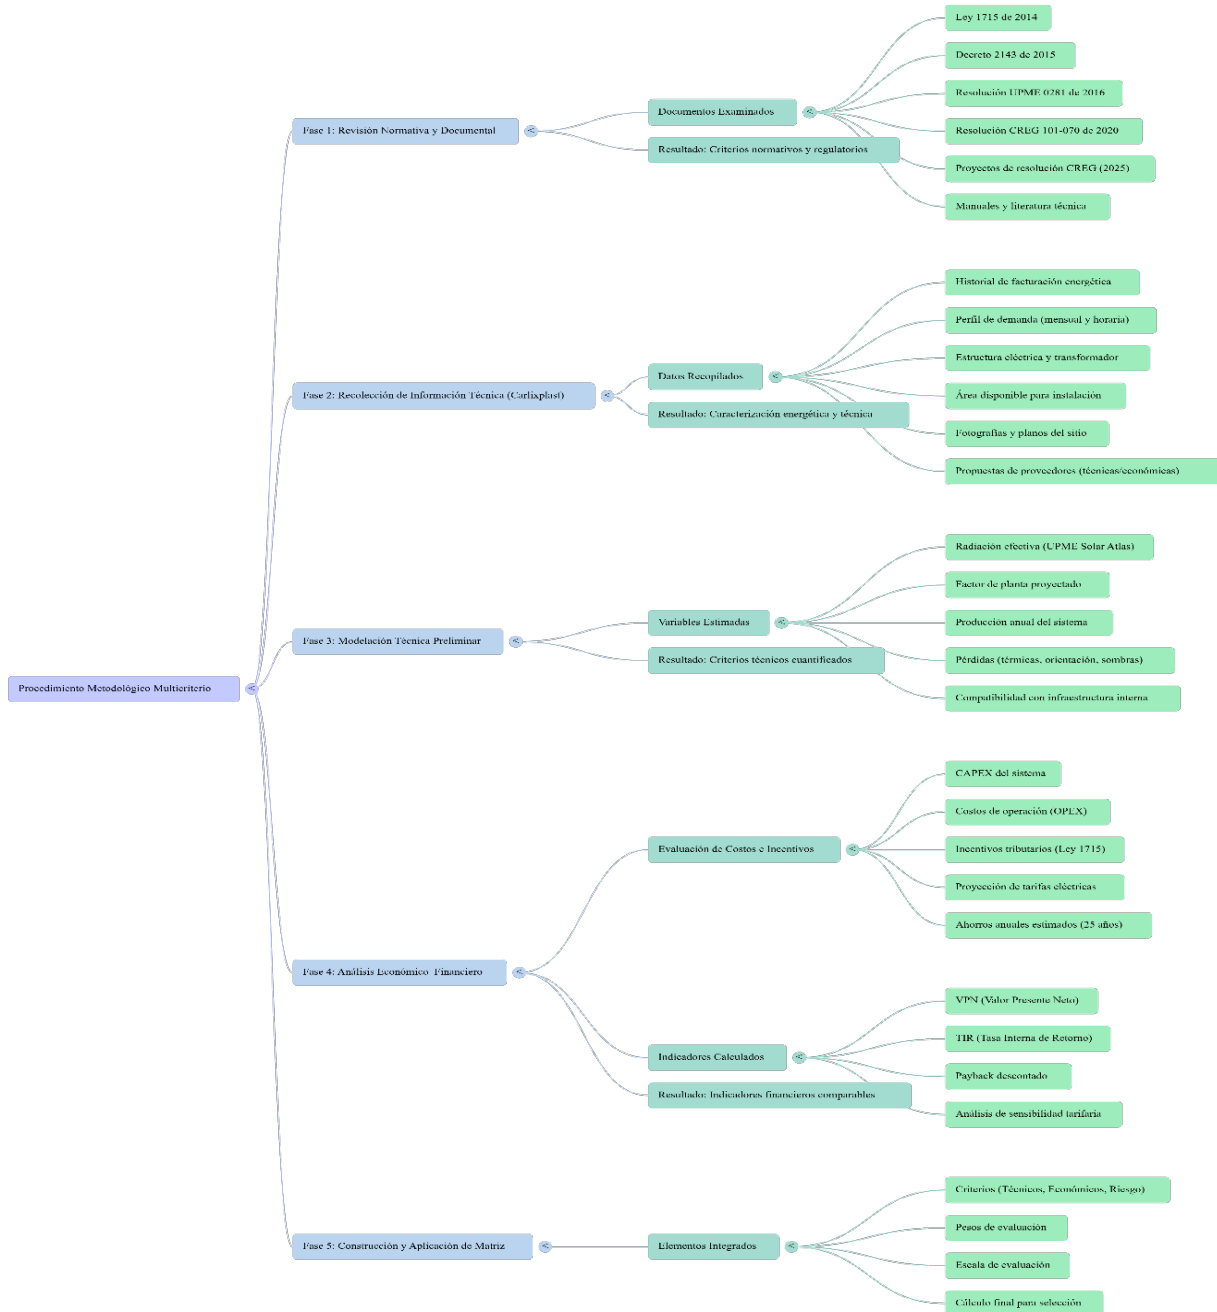 Procedimiento Metodológico Multicriterio
Fase 1: Revisión Normativa y Documental
Documentos Examinados
Ley 1715 de 2014
Decreto 2143 de 2015
Resolución UPME 0281 de 2016
Resolución CREG 101-070 de 2020
Proyectos de resolución CREG (2025)
Manuales y literatura técnica
Resultado: Criterios normativos y regulatorios
Fase 2: Recolección de Información Técnica (Carlixplast)
Datos Recopilados
Historial de facturación energética
Perfil de demanda (mensual y horaria)
Estructura eléctrica y transformador
Área disponible para instalación
Fotografías y planos del sitio
Propuestas de proveedores (técnicas/económicas)
Resultado: Caracterización energética y técnica
Fase 3: Modelación Técnica Preliminar
Variables Estimadas
Radiación efectiva (UPME Solar Atlas)
Factor de planta proyectado
Producción anual del sistema
Pérdidas (térmicas, orientación, sombras)
Compatibilidad con infraestructura interna
Resultado: Criterios técnicos cuantificados
Fase 4: Análisis Económico Financiero
Evaluación de Costos e Incentivos
CAPEX del sistema
Costos de operación (OPEX)
Incentivos tributarios (Ley 1715)
Proyección de tarifas eléctricas
Ahorros anuales estimados (25 años)
Indicadores Calculados
VPN (Valor Presente Neto)
TIR (Tasa Interna de Retorno)
Payback descontado
Análisis de sensibilidad tarifaria
Resultado: Indicadores financieros comparables
Fase 5: Construcción y Aplicación de Matriz
Elementos Integrados
Criterios (Técnicos, Económicos, Riesgo)
Pesos de evaluación
Escala de evaluación
Cálculo final para selección